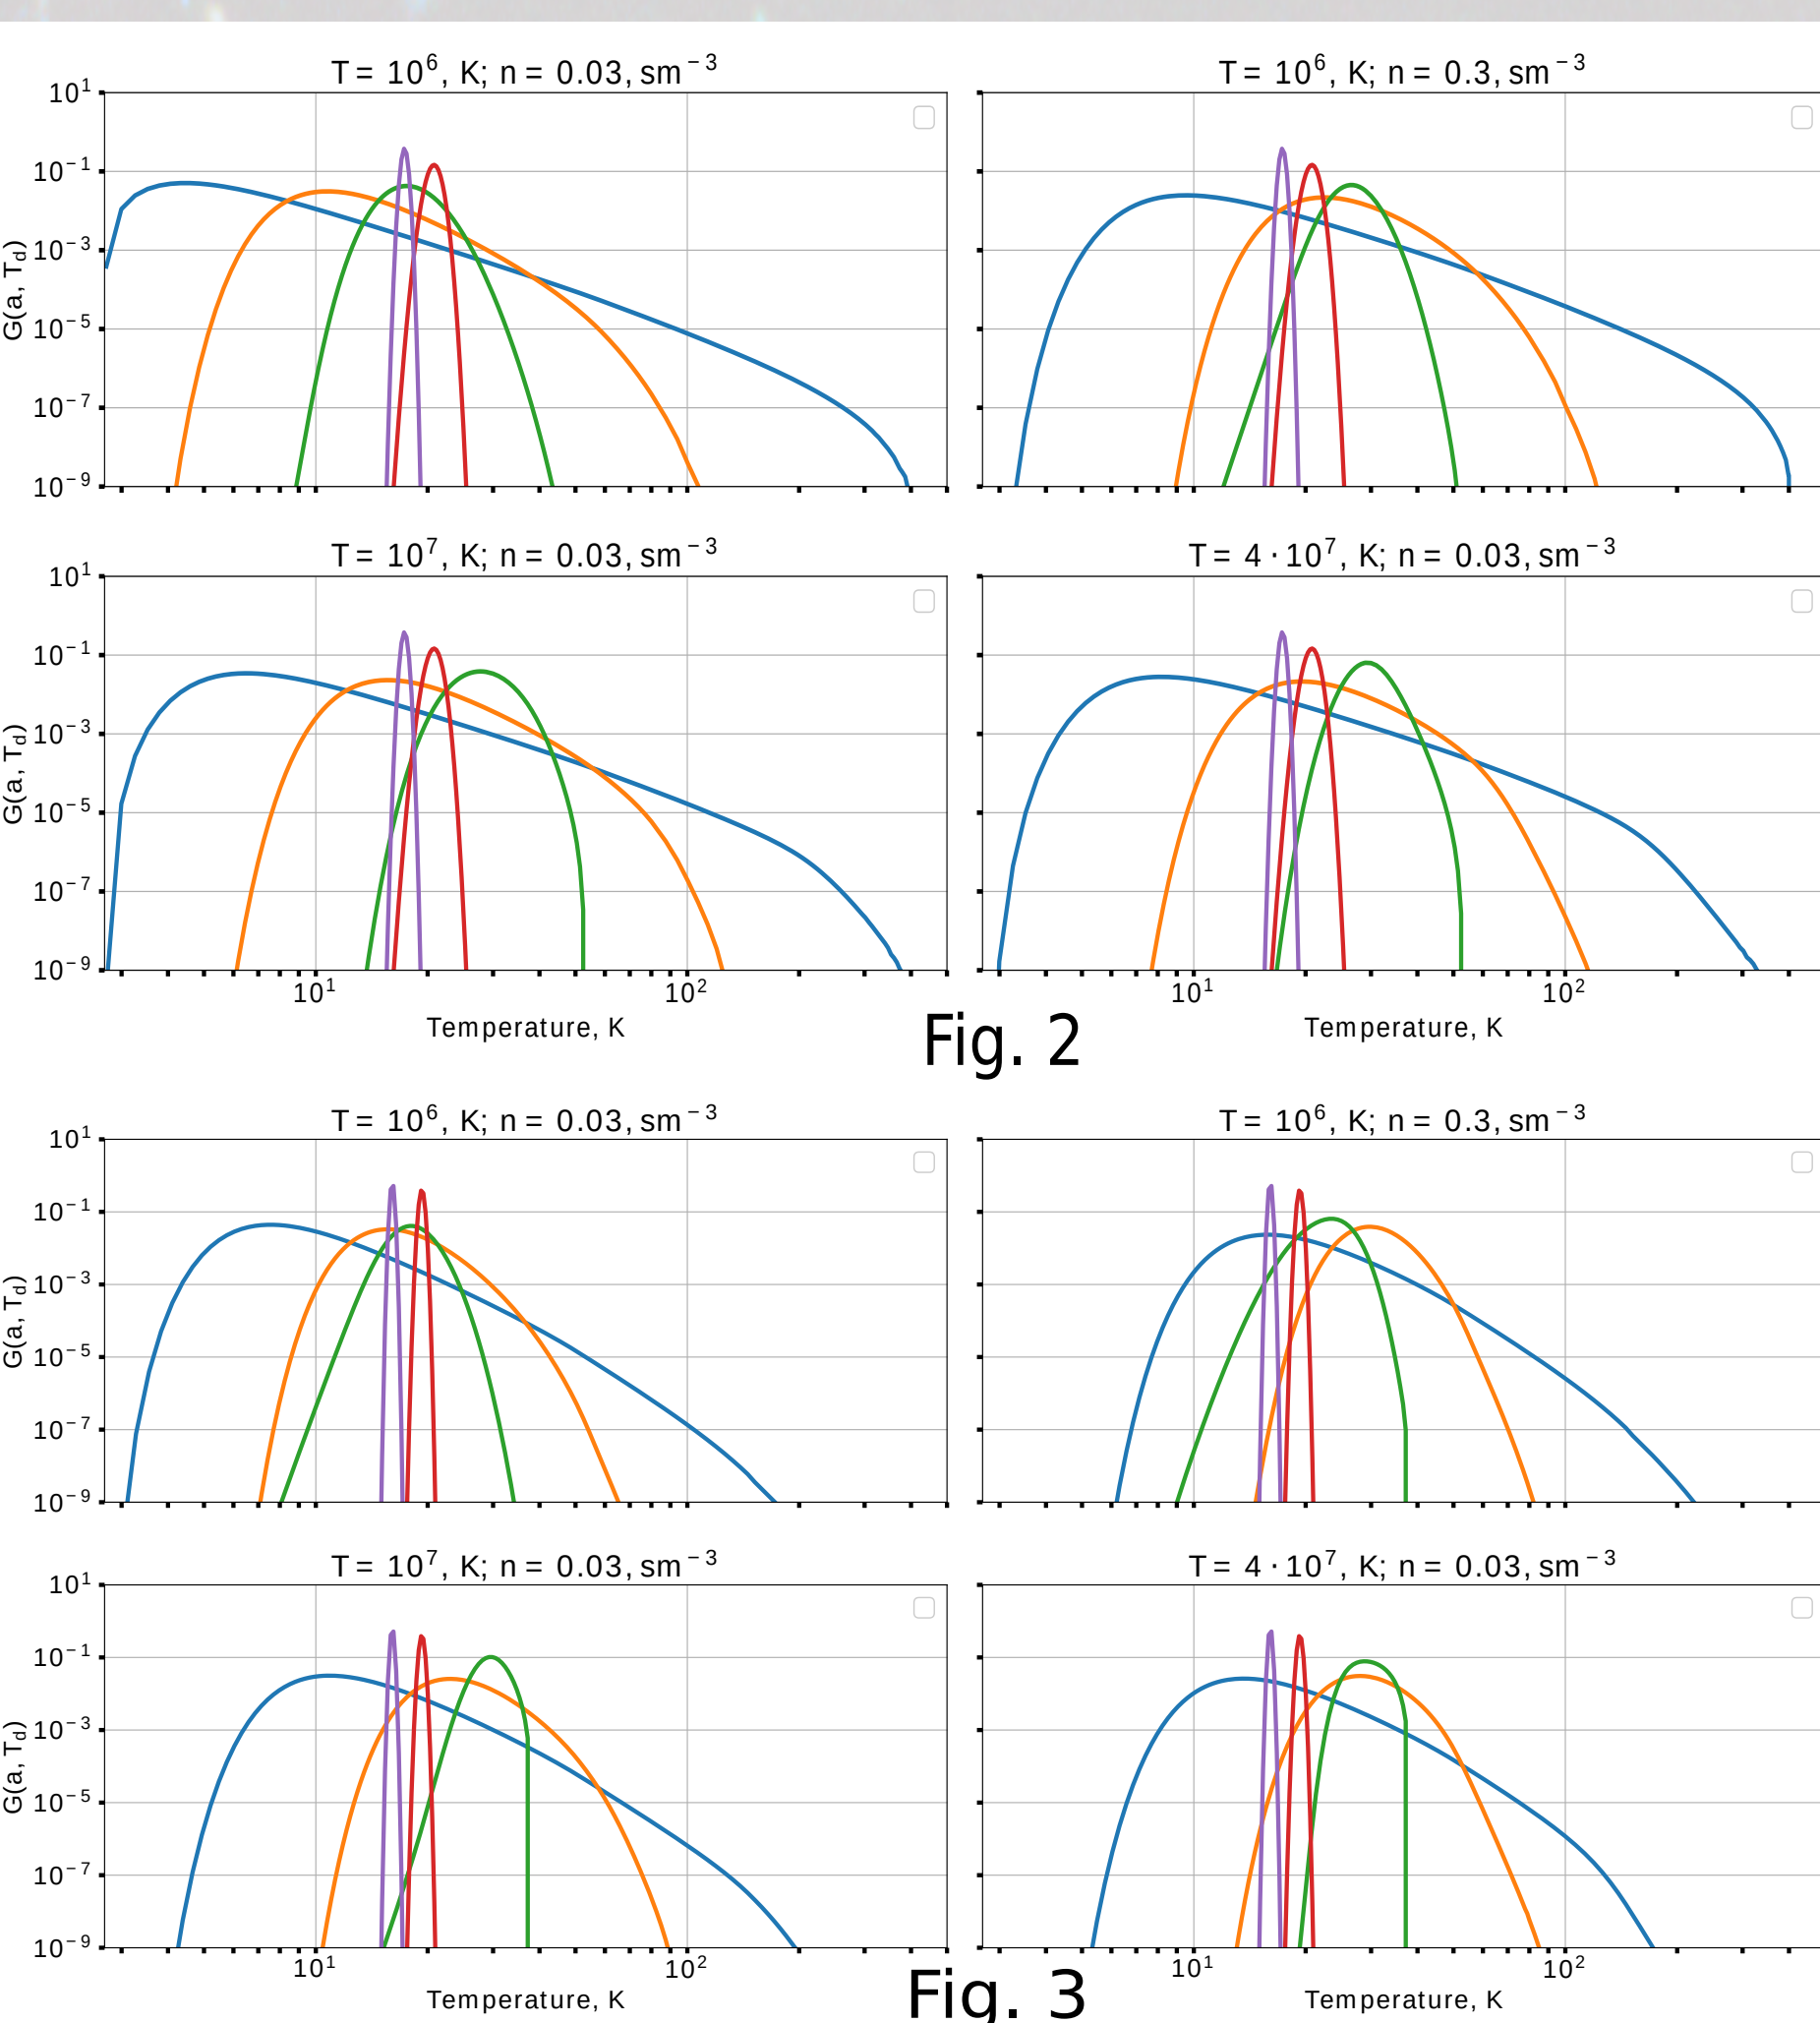 T = 10⁶, K; n = 0.03, sm⁻³
T = 10⁶, K; n = 0.3, sm⁻³
10¹
10⁻¹
10⁻³
10⁻⁵
10⁻⁷
10⁻⁹
G(a, T_d)
T = 10⁷, K; n = 0.03, sm⁻³
T = 4 · 10⁷, K; n = 0.03, sm⁻³
10¹
10⁻¹
10⁻³
10⁻⁵
10⁻⁷
10⁻⁹
G(a, T_d)
10¹ 10²
10¹ 10²
Temperature, K
Temperature, K
Fig. 2
T = 10⁶, K; n = 0.03, sm⁻³
T = 10⁶, K; n = 0.3, sm⁻³
10¹
10⁻¹
10⁻³
10⁻⁵
10⁻⁷
10⁻⁹
G(a, T_d)
T = 10⁷, K; n = 0.03, sm⁻³
T = 4 · 10⁷, K; n = 0.03, sm⁻³
10¹
10⁻¹
10⁻³
10⁻⁵
10⁻⁷
10⁻⁹
G(a, T_d)
10¹ 10²
10¹ 10²
Temperature, K
Temperature, K
Fig. 3